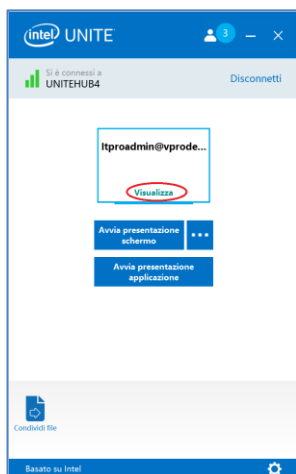 intel UNITE
3
Si è connessi a
UNITEHUB4
Disconnetti
Itproadmin@vprode...
Visualizza
Avvia presentazione
schermo
Avvia presentazione
applicazione
Condividi file
Basato su Intel